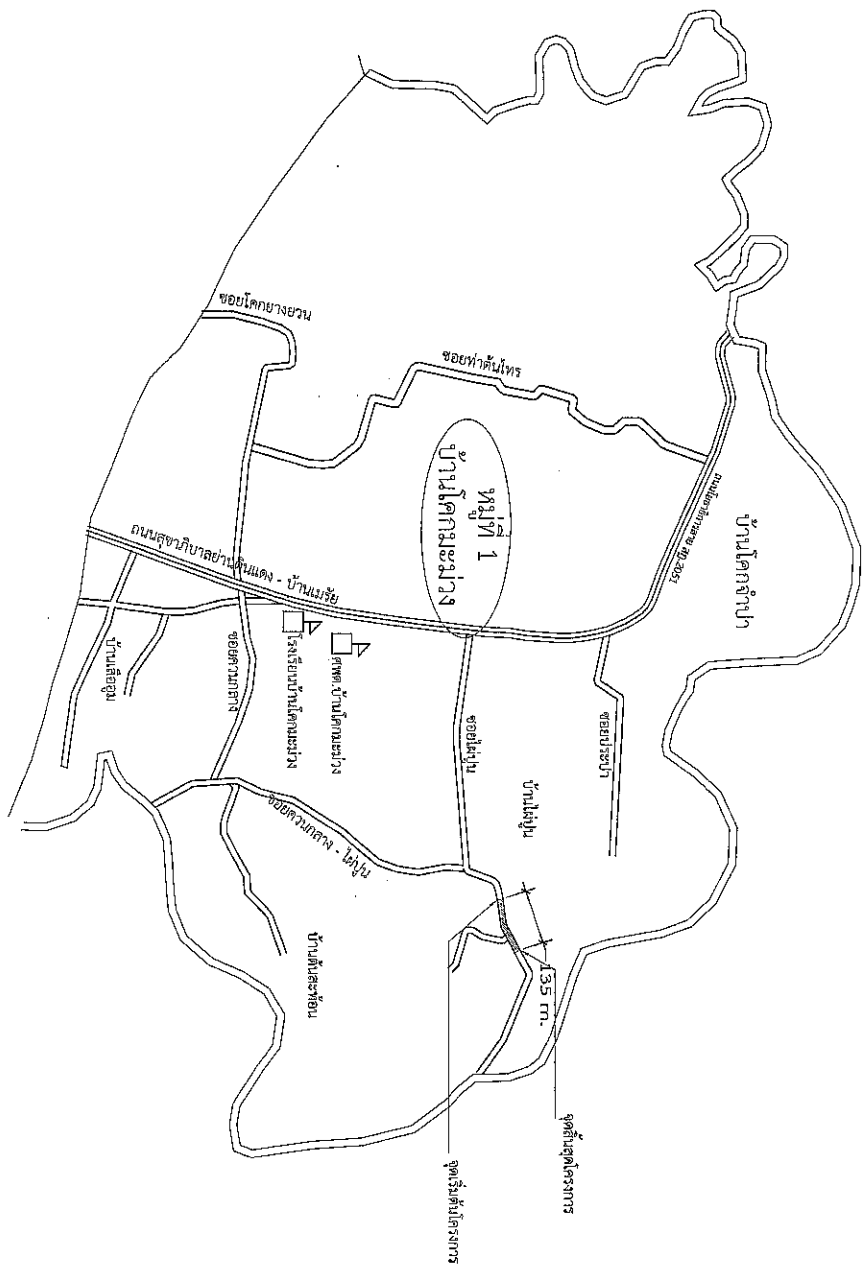 หมู่ที่ 1
บ้านโคกมะม่วง
บ้านโคกจำปา
ซอยท่าต้นไทร
ซอยโคกยางยวน
ถนนสุขาภิบาลย่านดินแดง - บ้านเมรัย
ซอยประปา
บ้านไผ่ปูน
ซอยไผ่ปูน
ศพด.บ้านโคกมะม่วง
โรงเรียนบ้านโคกมะม่วง
ซอยควนกลาง
บ้านเสืออูม
ซอยควนกลาง - ไผ่ปูน
บ้านต้นสะท้อน
135 m.
จุดสิ้นสุดโครงการ
จุดเริ่มต้นโครงการ